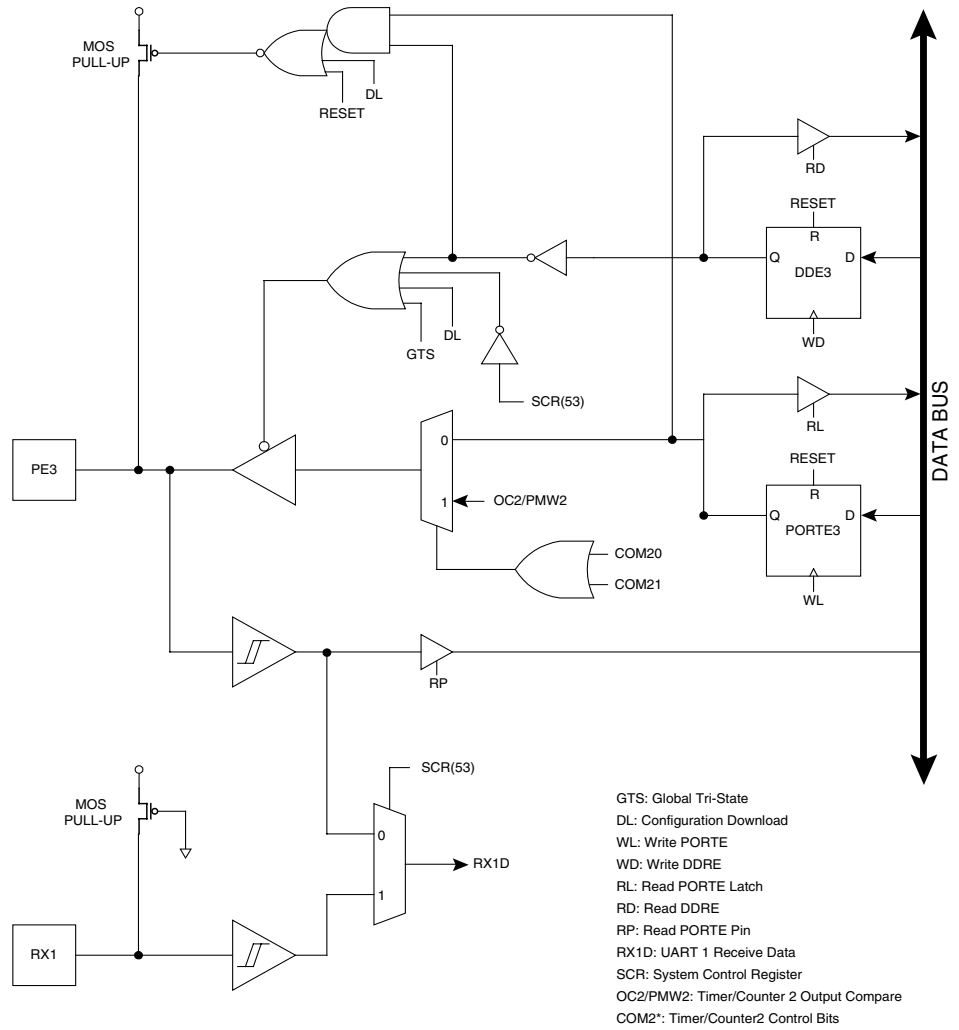 MOS
PULL-UP
DL
RESET
RD
RESET
R
Q
D
DDE3
WD
DL
GTS
SCR(53)
RL
0
RESET
R
PE3
1
OC2/PMW2
Q
D
PORTE3
COM20
COM21
WL
DATA BUS
RP
SCR(53)
MOS
PULL-UP
0
RX1D
1
RX1
GTS: Global Tri-State
DL: Configuration Download
WL: Write PORTE
WD: Write DDRE
RL: Read PORTE Latch
RD: Read DDRE
RP: Read PORTE Pin
RX1D: UART 1 Receive Data
SCR: System Control Register
OC2/PMW2: Timer/Counter 2 Output Compare
COM2*: Timer/Counter2 Control Bits